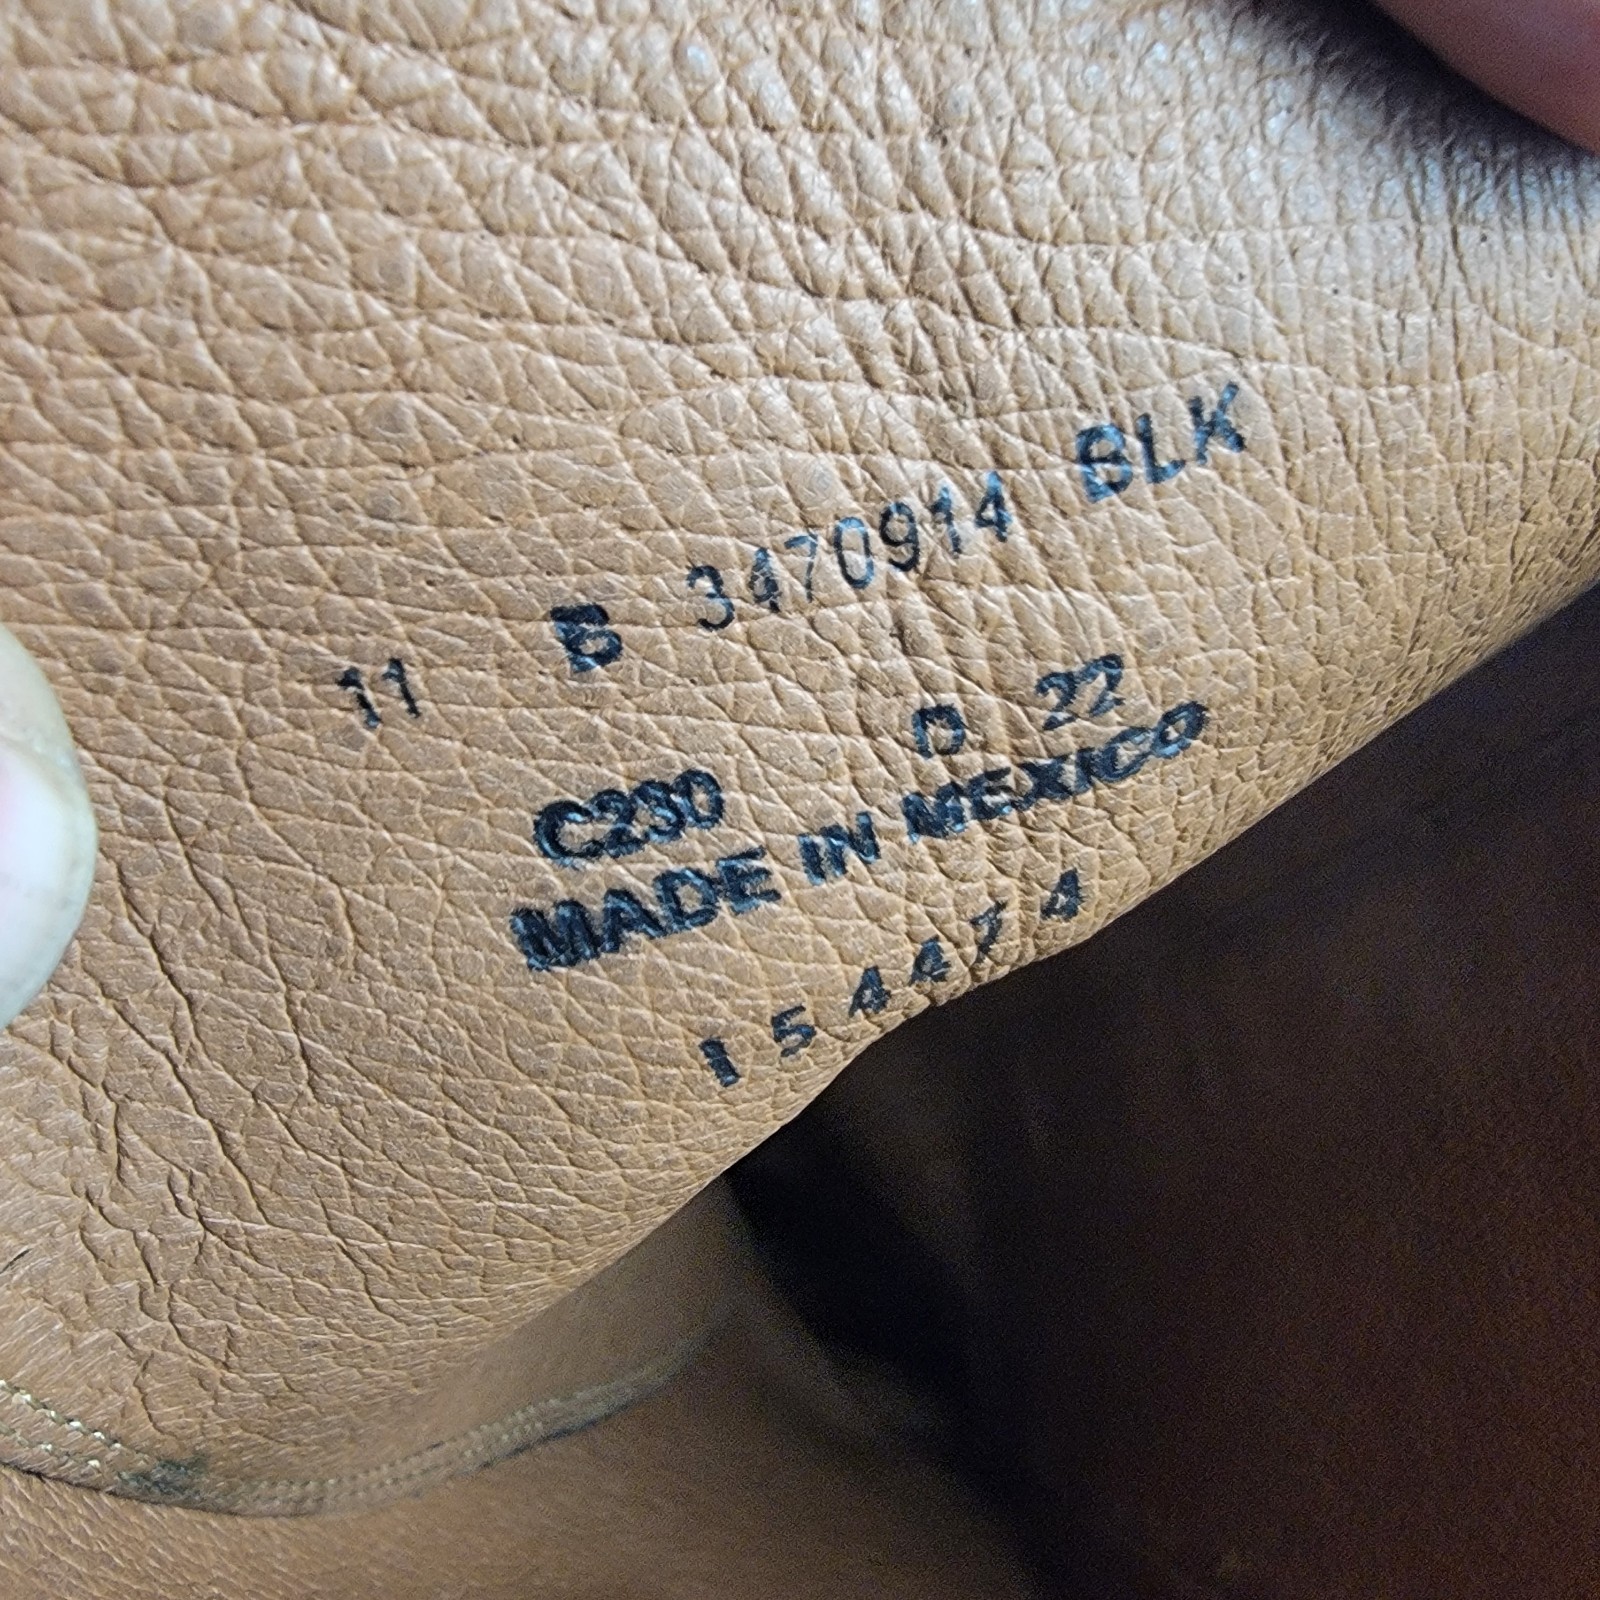 11 B 3470914 BLK
C230 D 22
MADE IN MEXICO
1 5 4 4 7 4